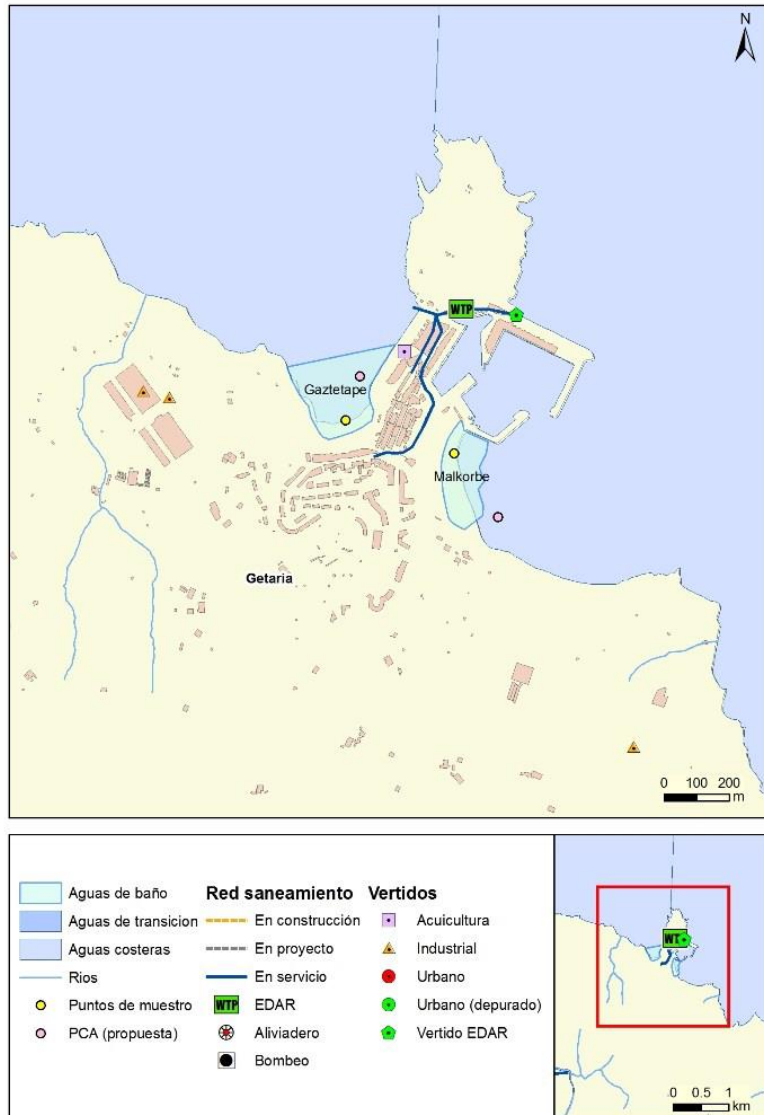 N
WTP
Gaztetape
Malkorbe
Getaria
0 100 200
m
Aguas de baño
Aguas de transicion
Aguas costeras
Rios
Puntos de muestro
PCA (propuesta)
Red saneamiento
En construcción
En proyecto
En servicio
WTP EDAR
Aliviadero
Bombeo
Vertidos
Acuicultura
Industrial
Urbano
Urbano (depurado)
Vertido EDAR
WT
0 0.5 1
km